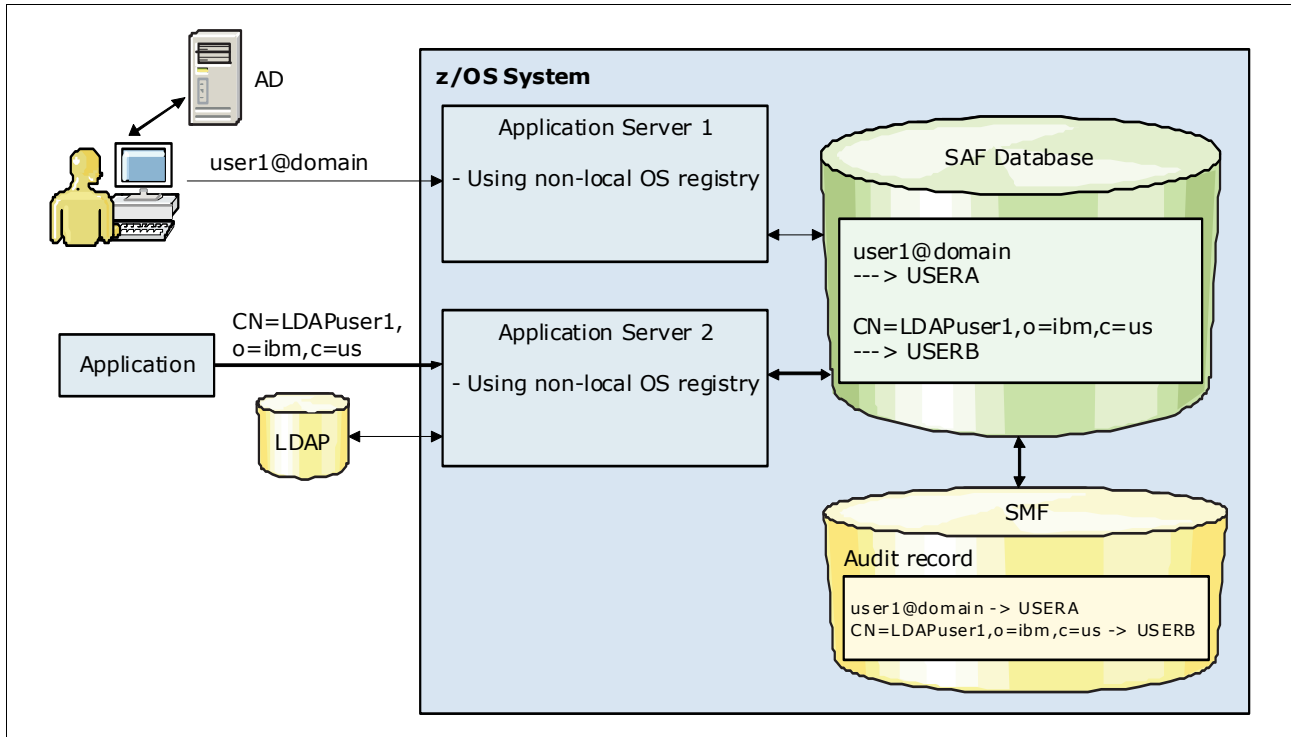 AD
user1@domain
z/OS System
Application Server 1
- Using non-local OS registry
SAF Database
user1@domain
---> USERA
CN=LDAPuser1,o=ibm,c=us
---> USERB
Application
CN=LDAPuser1,
o=ibm,c=us
Application Server 2
- Using non-local OS registry
LDAP
SMF
Audit record
user1@domain -> USERA
CN=LDAPuser1,o=ibm,c=us -> USERB